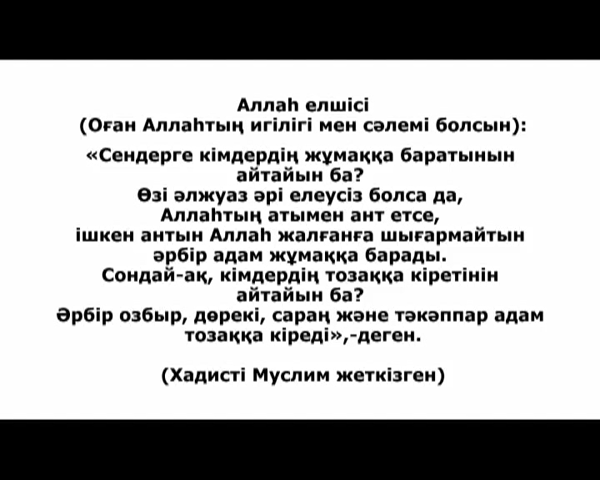 Аллаһ елшісі
(Оған Аллаһтың игілігі мен сәлемі болсын):
«Сендерге кімдердің жұмаққа баратынын
айтайын ба?
Өзі әлжуаз әрі елеусіз болса да,
Аллаһтың атымен ант етсе,
ішкен антын Аллаһ жалғанға шығармайтын
әрбір адам жұмаққа барады.
Сондай-ақ, кімдердің тозаққа кіретінін
айтайын ба?
Әрбір озбыр, дөрекі, сараң және тәкәппар адам
тозаққа кіреді»,-деген.
(Хадисті Муслим жеткізген)